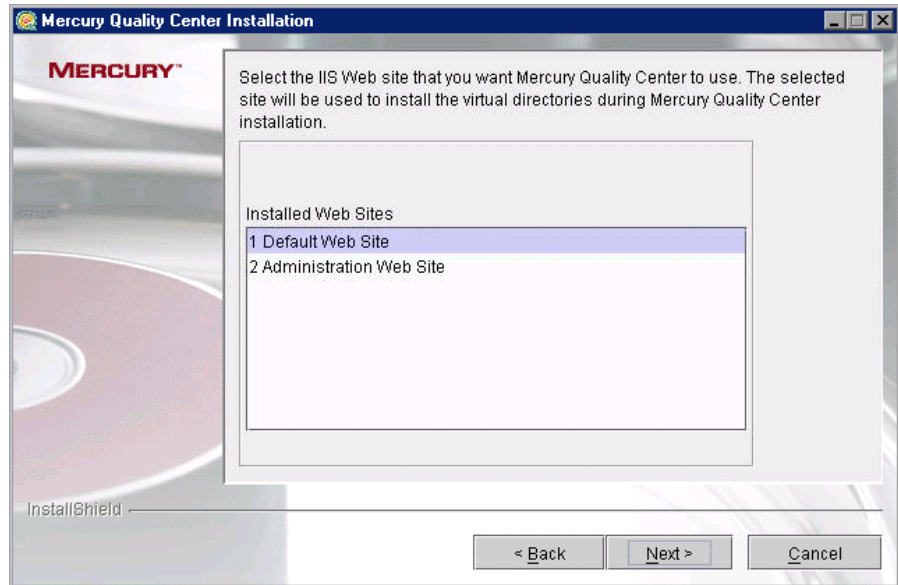 Mercury Quality Center Installation
MERCURY™
Select the IIS Web site that you want Mercury Quality Center to use. The selected
site will be used to install the virtual directories during Mercury Quality Center
installation.
Installed Web Sites
1 Default Web Site
2 Administration Web Site
InstallShield
< Back
Next >
Cancel